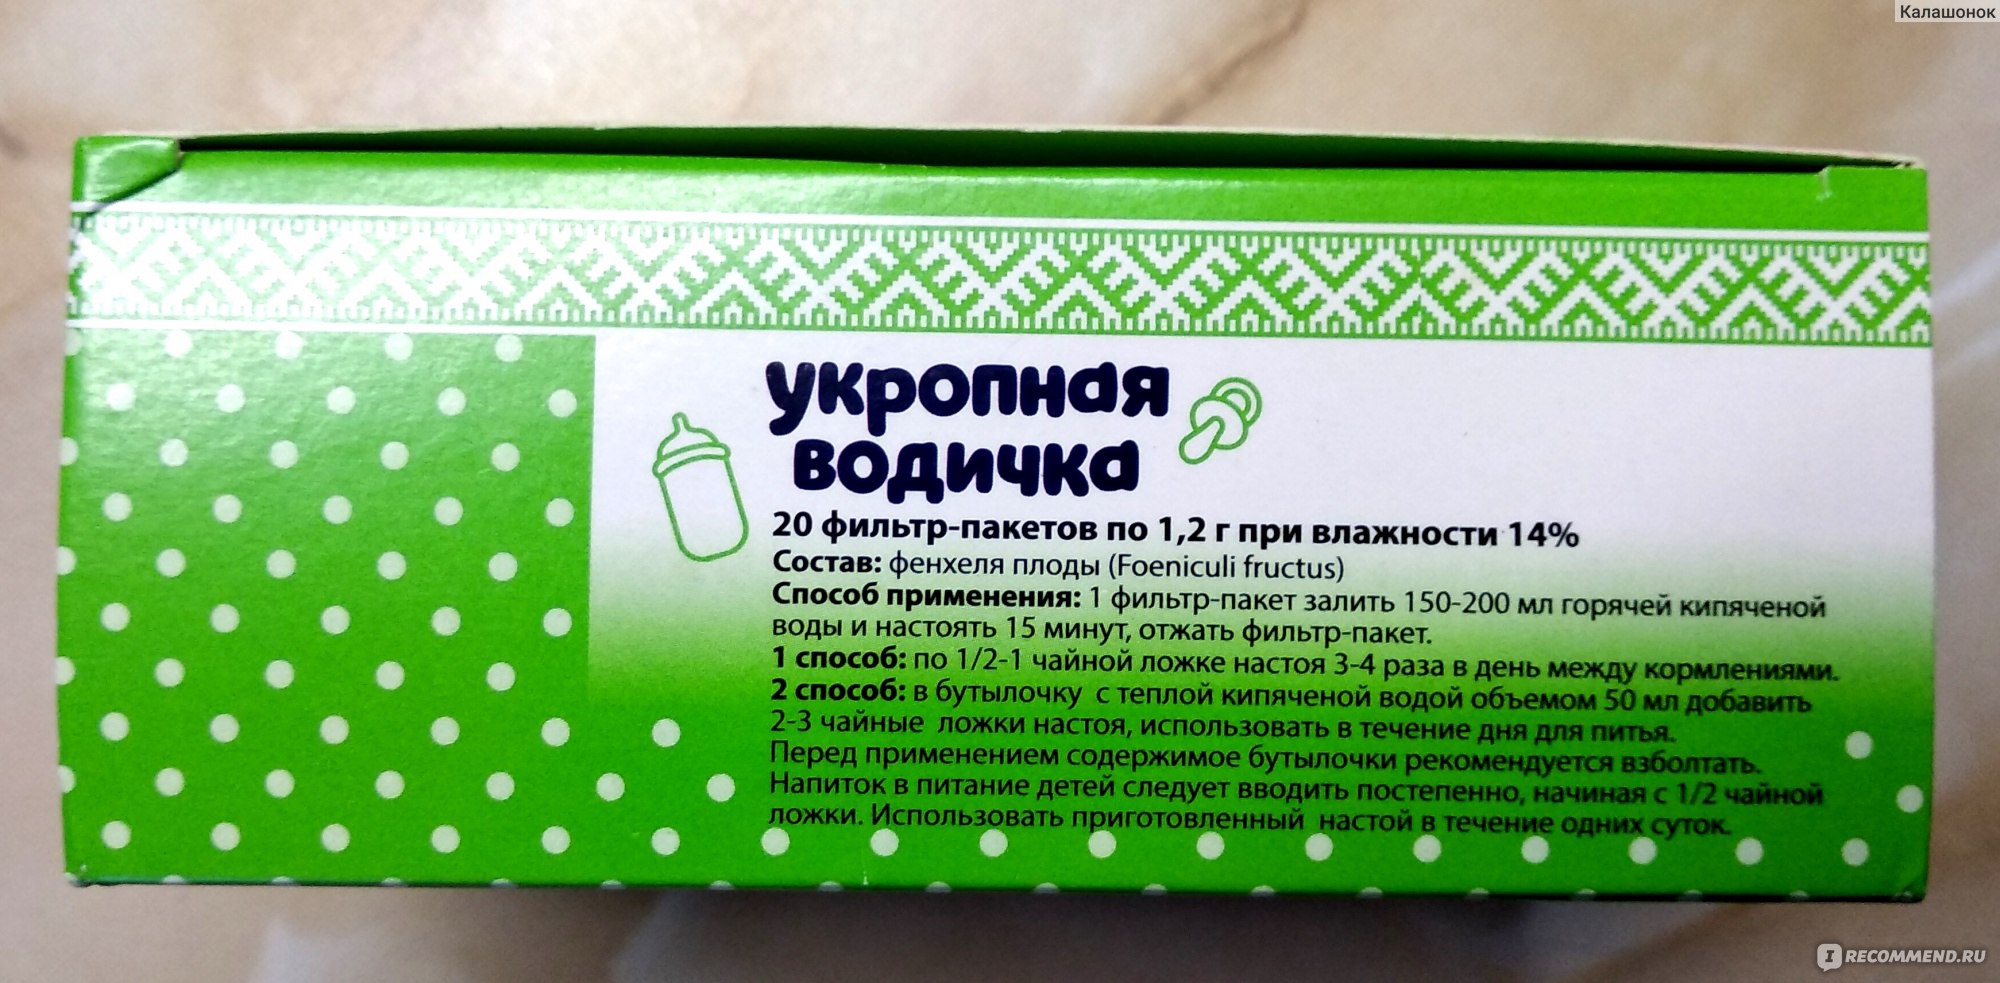 Калашонок
укропная
водичка
20 фильтр-пакетов по 1,2 г при влажности 14%
Состав: фенхеля плоды (Foeniculi fructus)
Способ применения: 1 фильтр-пакет залить 150-200 мл горячей кипяченой
воды и настоять 15 минут, отжать фильтр-пакет.
1 способ: по 1/2-1 чайной ложке настоя 3-4 раза в день между кормлениями.
2 способ: в бутылочку с теплой кипяченой водой объемом 50 мл добавить
2-3 чайные ложки настоя, использовать в течение дня для питья.
Перед применением содержимое бутылочки рекомендуется взболтать.
Напиток в питание детей следует вводить постепенно, начиная с 1/2 чайной
ложки. Использовать приготовленный настой в течение одних суток.
I RECOMMEND.RU